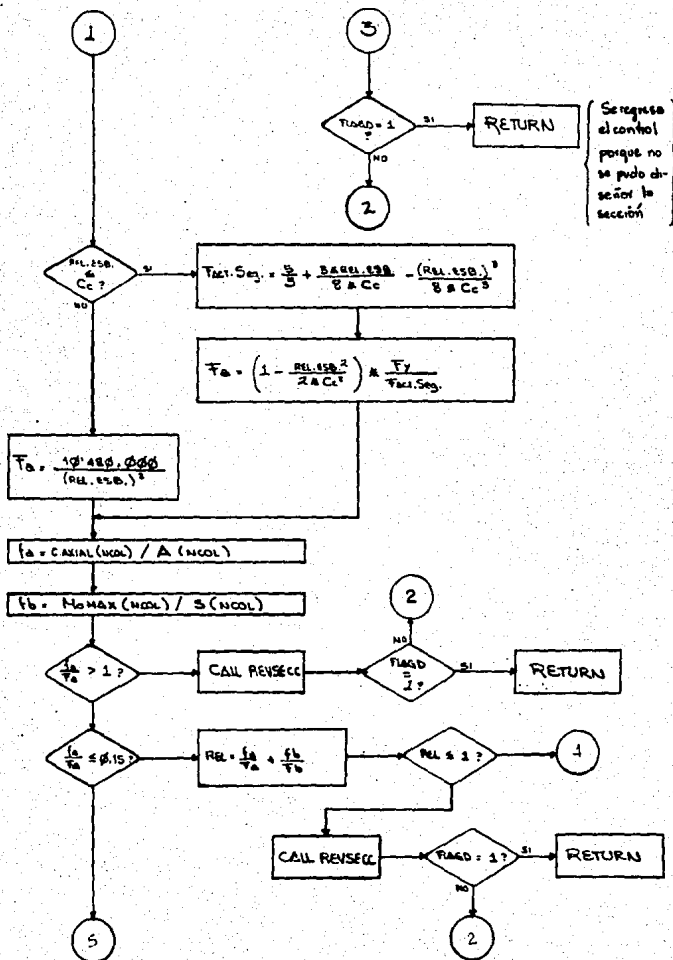 1
3
FLAGD = 1
?
SI
RETURN
Se regresa
el control
porque no
se pudo di-
señar la
sección
NO
2
REL.ESB.
≤
Cc ?
SI
NO
FACT.Seg. = 5/3 + 3*REL.ESB/8*Cc - (REL.ESB.)³/8*Cc³
Fa = (1 - REL.ESB.²/2*Cc²) * Fy/FACT.Seg.
Fa = 10'480,000/(REL.ESB.)²
fa = C.AXIAL(NCOL) / A(NCOL)
fb = MOMAX(NCOL) / S(NCOL)
2
NO
fa/Fa > 1 ?
CALL REVSECC
FLAGD
=
1?
SI
RETURN
fa/Fa ≤ 0,15?
REL = fa/Fa + fb/Fb
REL ≤ 1 ?
1
CALL REVSECC
FLAGD = 1 ?
SI
RETURN
NO
5
2